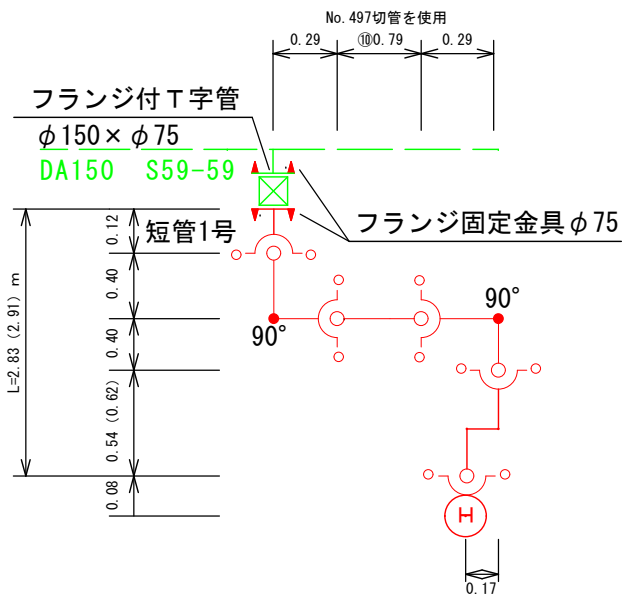 No.497切管を使用
0.29 ⑩0.79 0.29
フランジ付T字管
φ150×φ75
DA150 S59-59
短管1号
フランジ固定金具φ75
0.12
0.40
0.40
0.54 (0.62)
0.08
L=2.83 (2.91) m
90°
90°
H
0.17